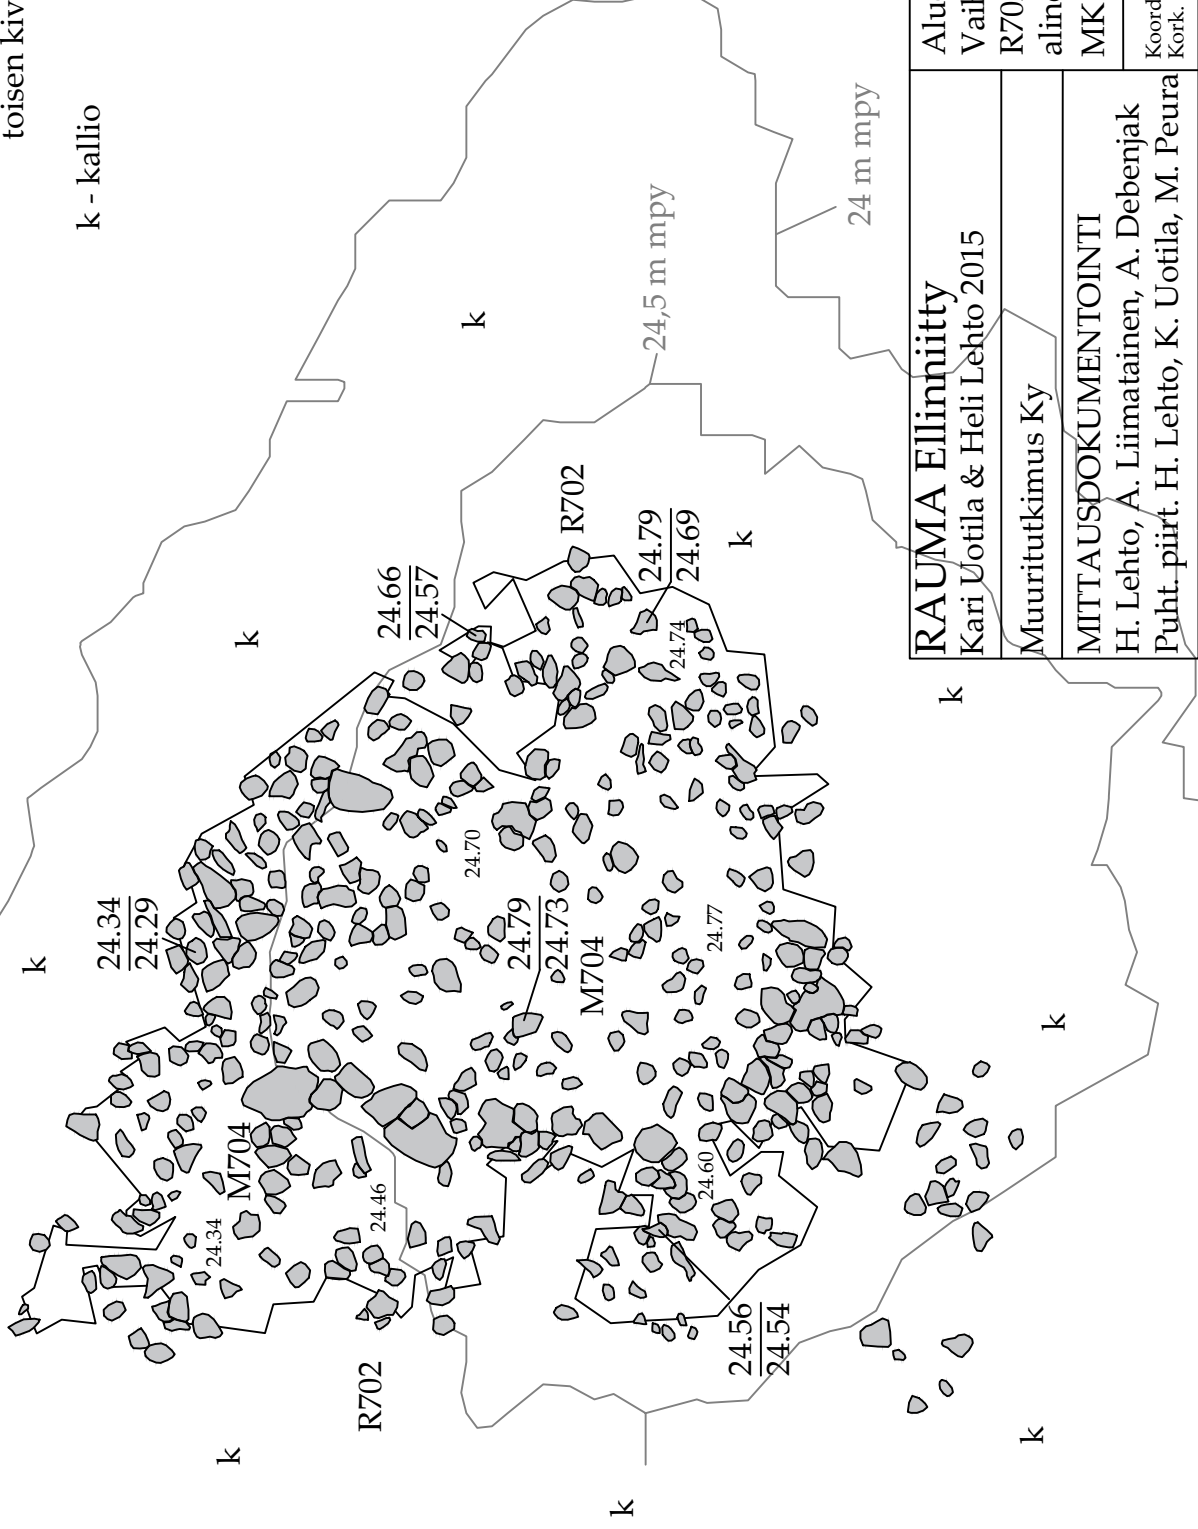 toisen kiv
k - kallio
24 m mpy
24,5 m mpy
k
R702
24.79
24.69
k
24.66
24.57
k
24.74
24.70
24.34
24.29
k
24.79
24.73
M704
24.77
k
k
M704
24.46
24.34
24.60
24.56
24.54
R702
k
k
k
RAUMA Ellinniitty
Kari Uotila & Heli Lehto 2015
Muuritutkimus Ky
MITTAUSDOKUMENTOINTI
H. Lehto, A. Liimatainen, A. Debenjak
Puht. piirt. H. Lehto, K. Uotila, M. Peura
Alu
Vaih
R70
aline
MK
Koord
Kork.